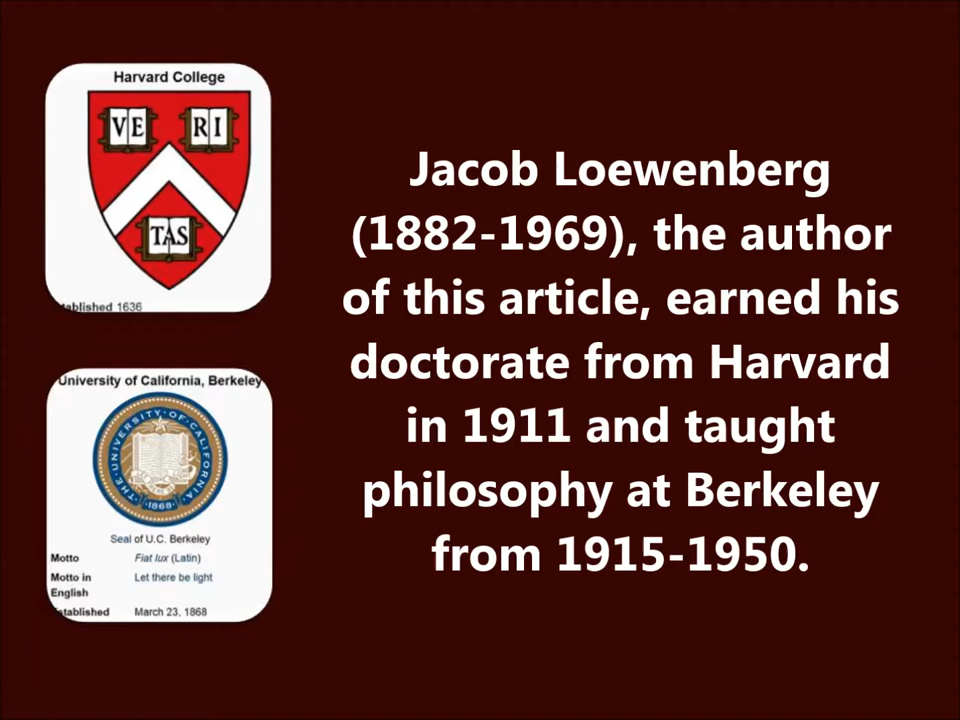 Harvard College
VE RI
TAS
tablished 1636
University of California, Berkeley
THE·UNIVERSITY·OF·CALIFORNIA
·1868·
Seal of U.C. Berkeley
Motto Fiat lux (Latin)
Motto in Let there be light
English
stablished March 23, 1868
Jacob Loewenberg
(1882-1969), the author
of this article, earned his
doctorate from Harvard
in 1911 and taught
philosophy at Berkeley
from 1915-1950.